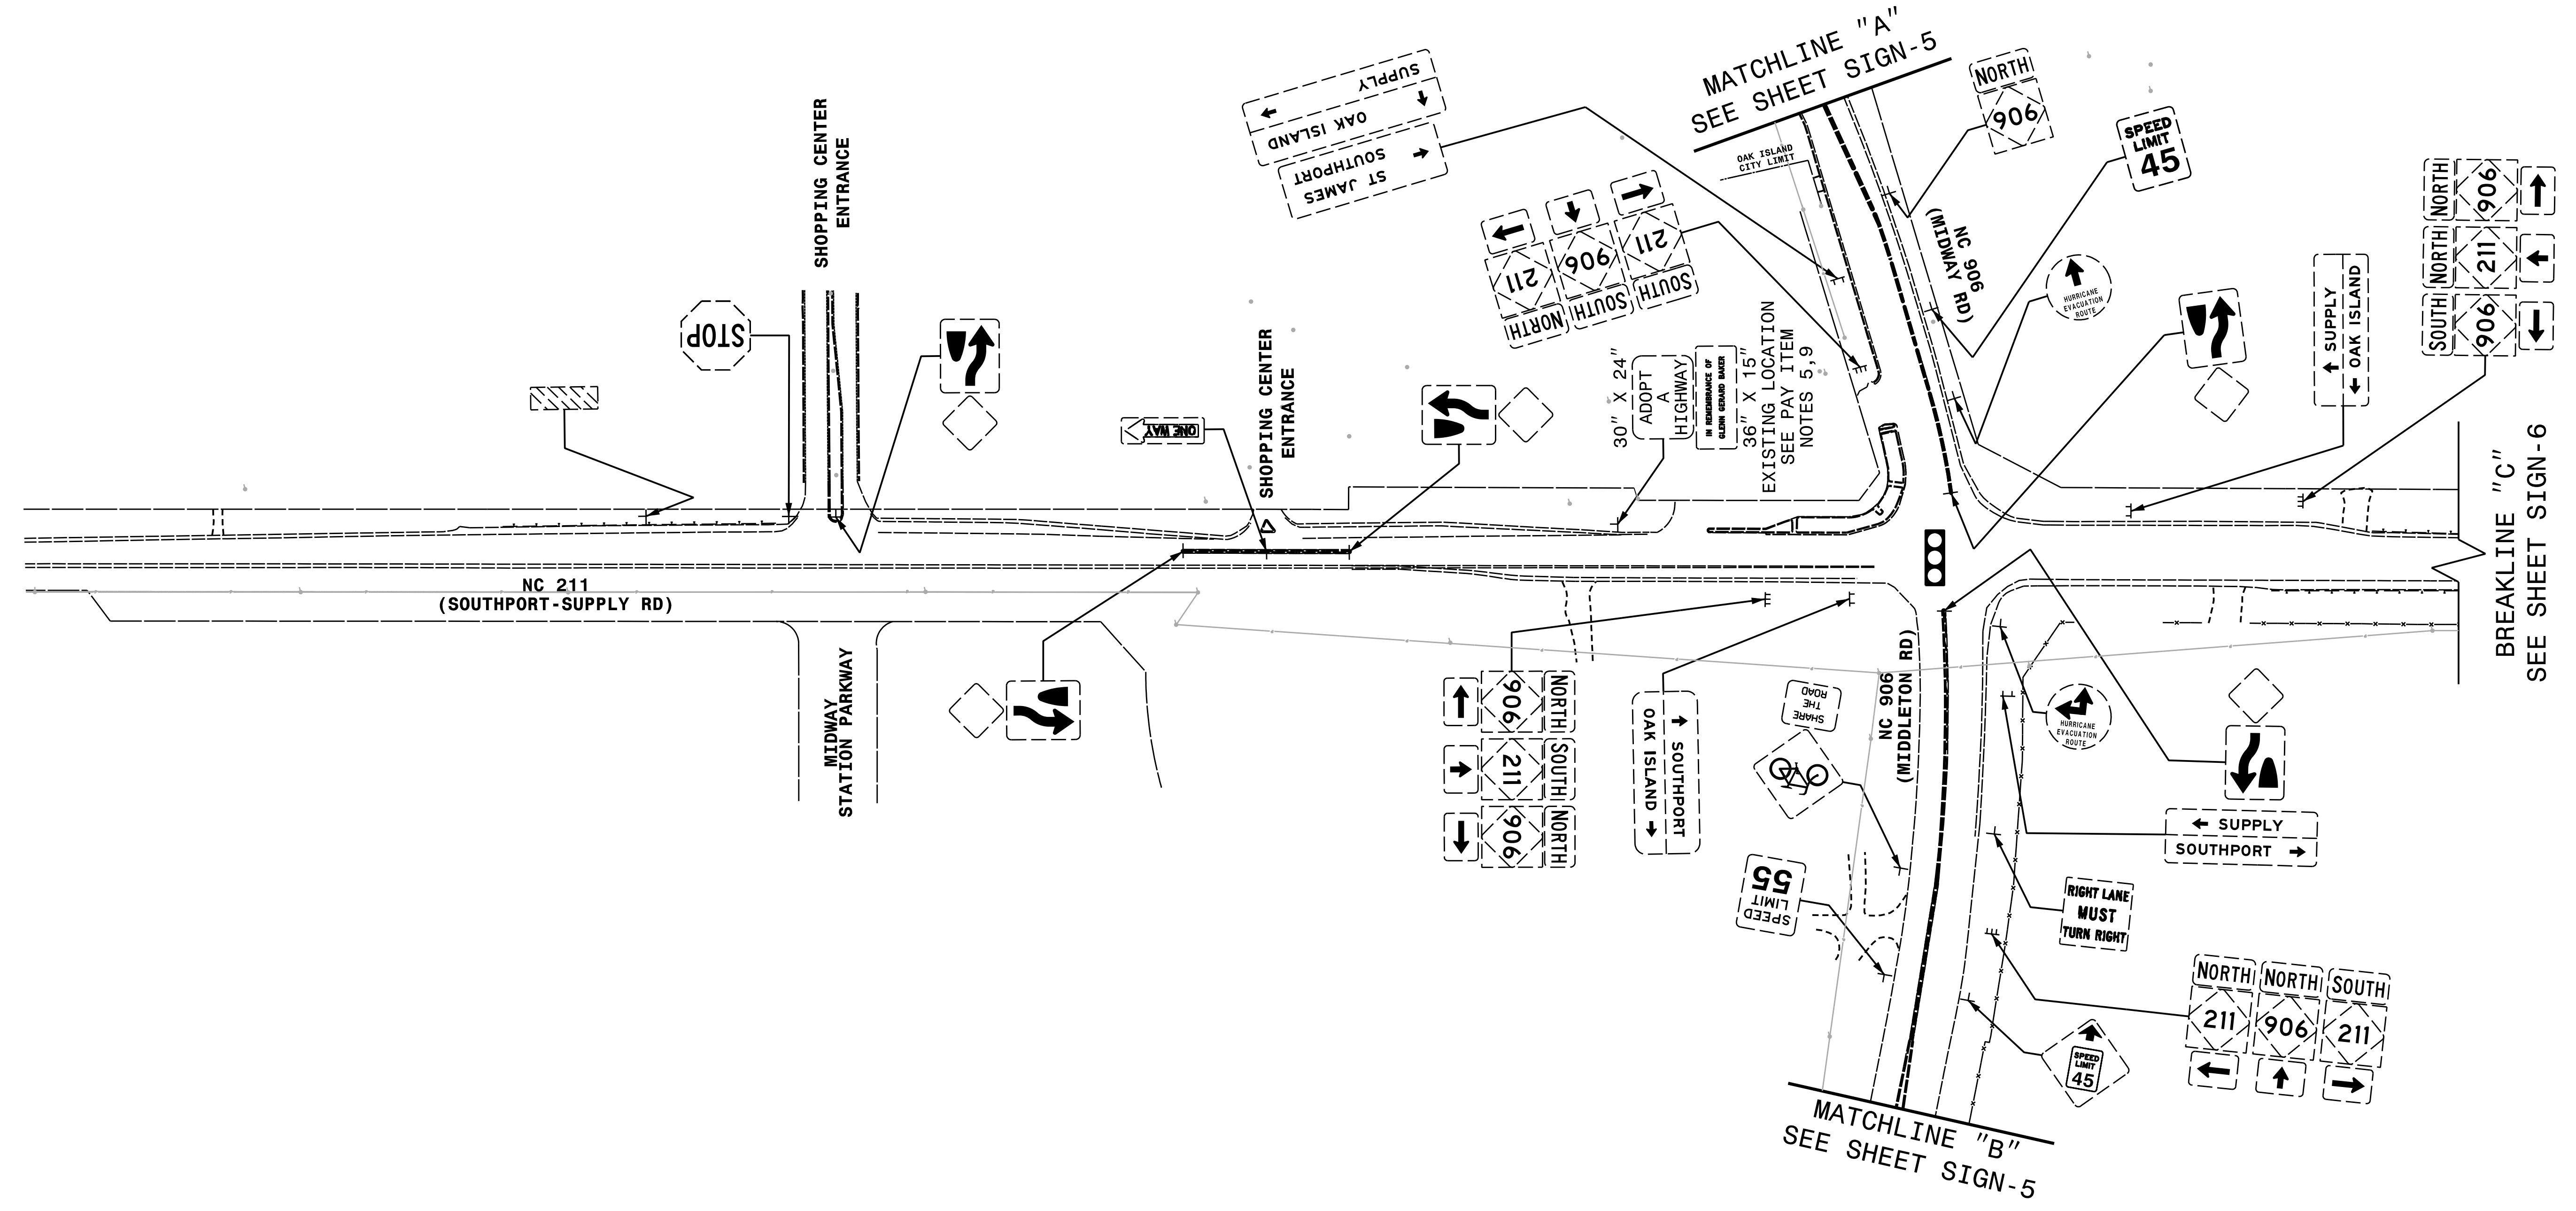 MATCHLINE "A"
SEE SHEET SIGN-5
SUPPLY
OAK ISLAND
ST JAMES
SOUTHPORT
OAK ISLAND
CITY LIMIT
NORTH
906
SPEED
LIMIT
45
SHOPPING CENTER
ENTRANCE
STOP
211
906
211
NORTH
SOUTH
SOUTH
NC 906
(MIDWAY RD)
HURRICANE
EVACUATION
ROUTE
SUPPLY
OAK ISLAND
NORTH
906
NORTH
211
SOUTH
906
BREAKLINE "C"
SEE SHEET SIGN-6
ONE WAY
SHOPPING CENTER
ENTRANCE
30" X 24"
ADOPT
A
HIGHWAY
IN REMEMBRANCE OF
GLENN GERARD BAKER
36" X 15"
EXISTING LOCATION
SEE PAY ITEM
NOTES 5,9
NC 211
(SOUTHPORT-SUPPLY RD)
MIDWAY
STATION PARKWAY
906
NORTH
211
SOUTH
906
NORTH
SOUTHPORT
OAK ISLAND
SHARE
THE
ROAD
NC 906
(MIDDLETON RD)
SPEED
LIMIT
55
HURRICANE
EVACUATION
ROUTE
SUPPLY
SOUTHPORT
RIGHT LANE
MUST
TURN RIGHT
NORTH
NORTH
SOUTH
211
906
211
SPEED
LIMIT
45
MATCHLINE "B"
SEE SHEET SIGN-5